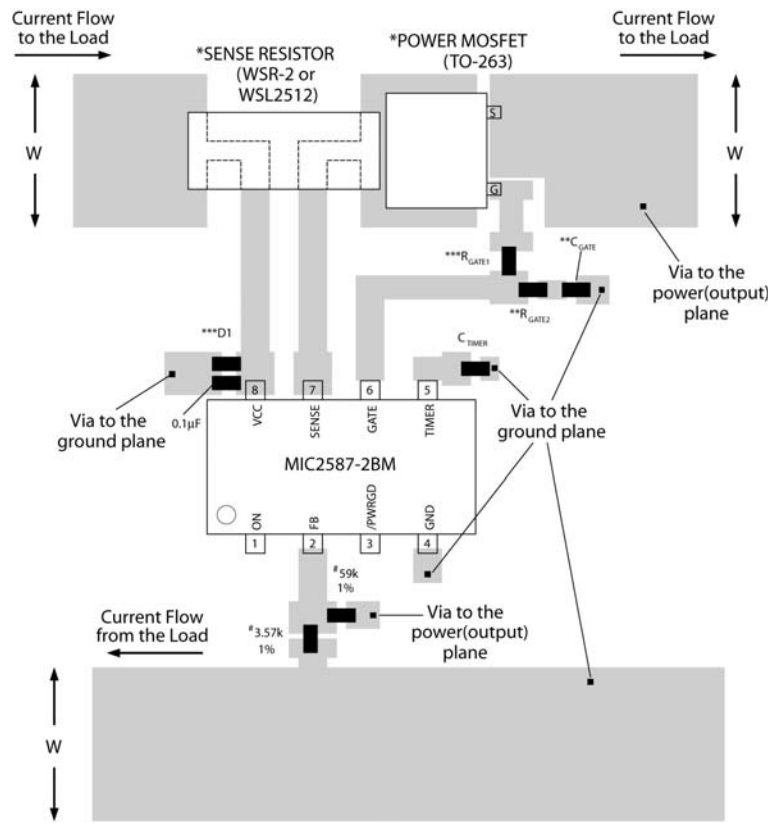 Current Flow
to the Load
*SENSE RESISTOR
(WSR-2 or
WSL2512)
*POWER MOSFET
(TO-263)
Current Flow
to the Load
W
W
S
G
***RGATE1
**CGATE
**RGATE2
Via to the
power(output)
plane
***D1
CTIMER
0.1µF
Via to the
ground plane
Via to the
ground plane
8
7
6
5
VCC
SENSE
GATE
TIMER
MIC2587-2BM
ON
FB
/PWRGD
GND
1
2
3
4
#59k
1%
Via to the
power(output)
plane
#3.57k
1%
Current Flow
from the Load
W